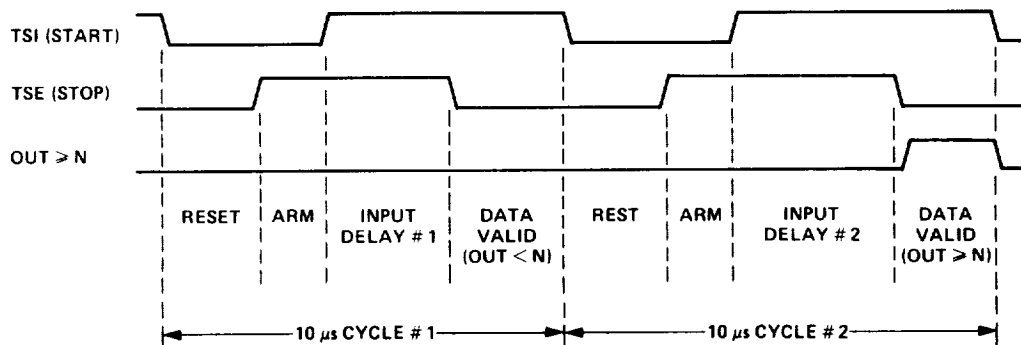 TSI (START)
TSE (STOP)
OUT ⩾ N
RESET
ARM
INPUT
DELAY # 1
DATA
VALID
(OUT < N)
REST
ARM
INPUT
DELAY # 2
DATA
VALID
(OUT ⩾ N)
10 μs CYCLE # 1
10 μs CYCLE # 2